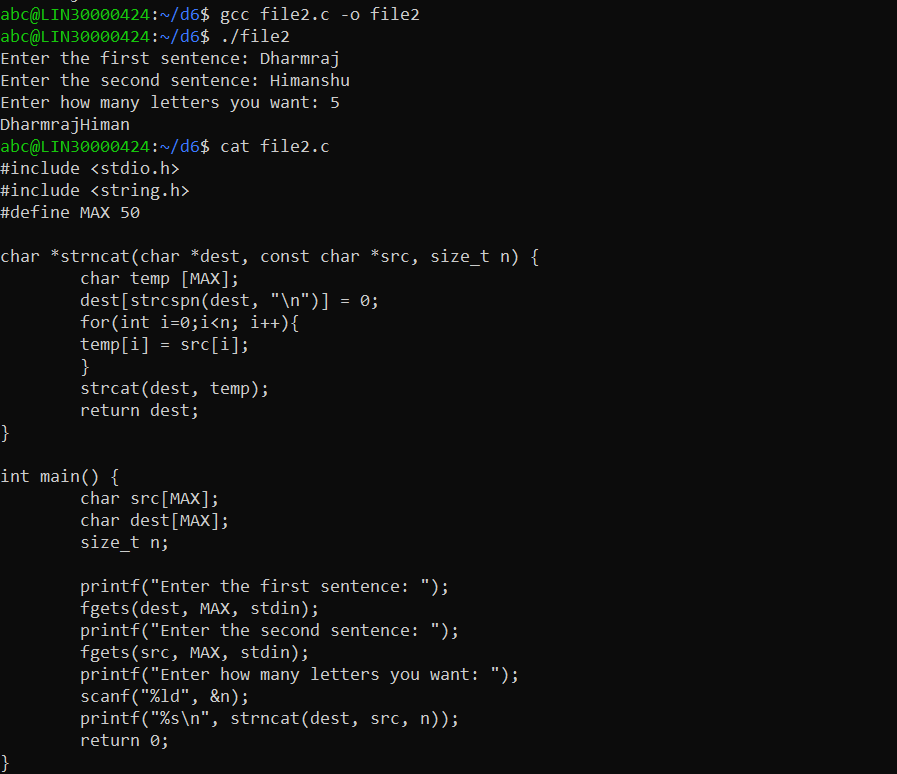 abc@LIN30000424:~/d6$ gcc file2.c -o file2
abc@LIN30000424:~/d6$ ./file2
Enter the first sentence: Dharmraj
Enter the second sentence: Himanshu
Enter how many letters you want: 5
DharmrajHiman
abc@LIN30000424:~/d6$ cat file2.c
#include <stdio.h>
#include <string.h>
#define MAX 50

char *strncat(char *dest, const char *src, size_t n) {
        char temp [MAX];
        dest[strcspn(dest, "\n")] = 0;
        for(int i=0;i<n; i++){
        temp[i] = src[i];
        }
        strcat(dest, temp);
        return dest;
}

int main() {
        char src[MAX];
        char dest[MAX];
        size_t n;

        printf("Enter the first sentence: ");
        fgets(dest, MAX, stdin);
        printf("Enter the second sentence: ");
        fgets(src, MAX, stdin);
        printf("Enter how many letters you want: ");
        scanf("%ld", &n);
        printf("%s\n", strncat(dest, src, n));
        return 0;
}